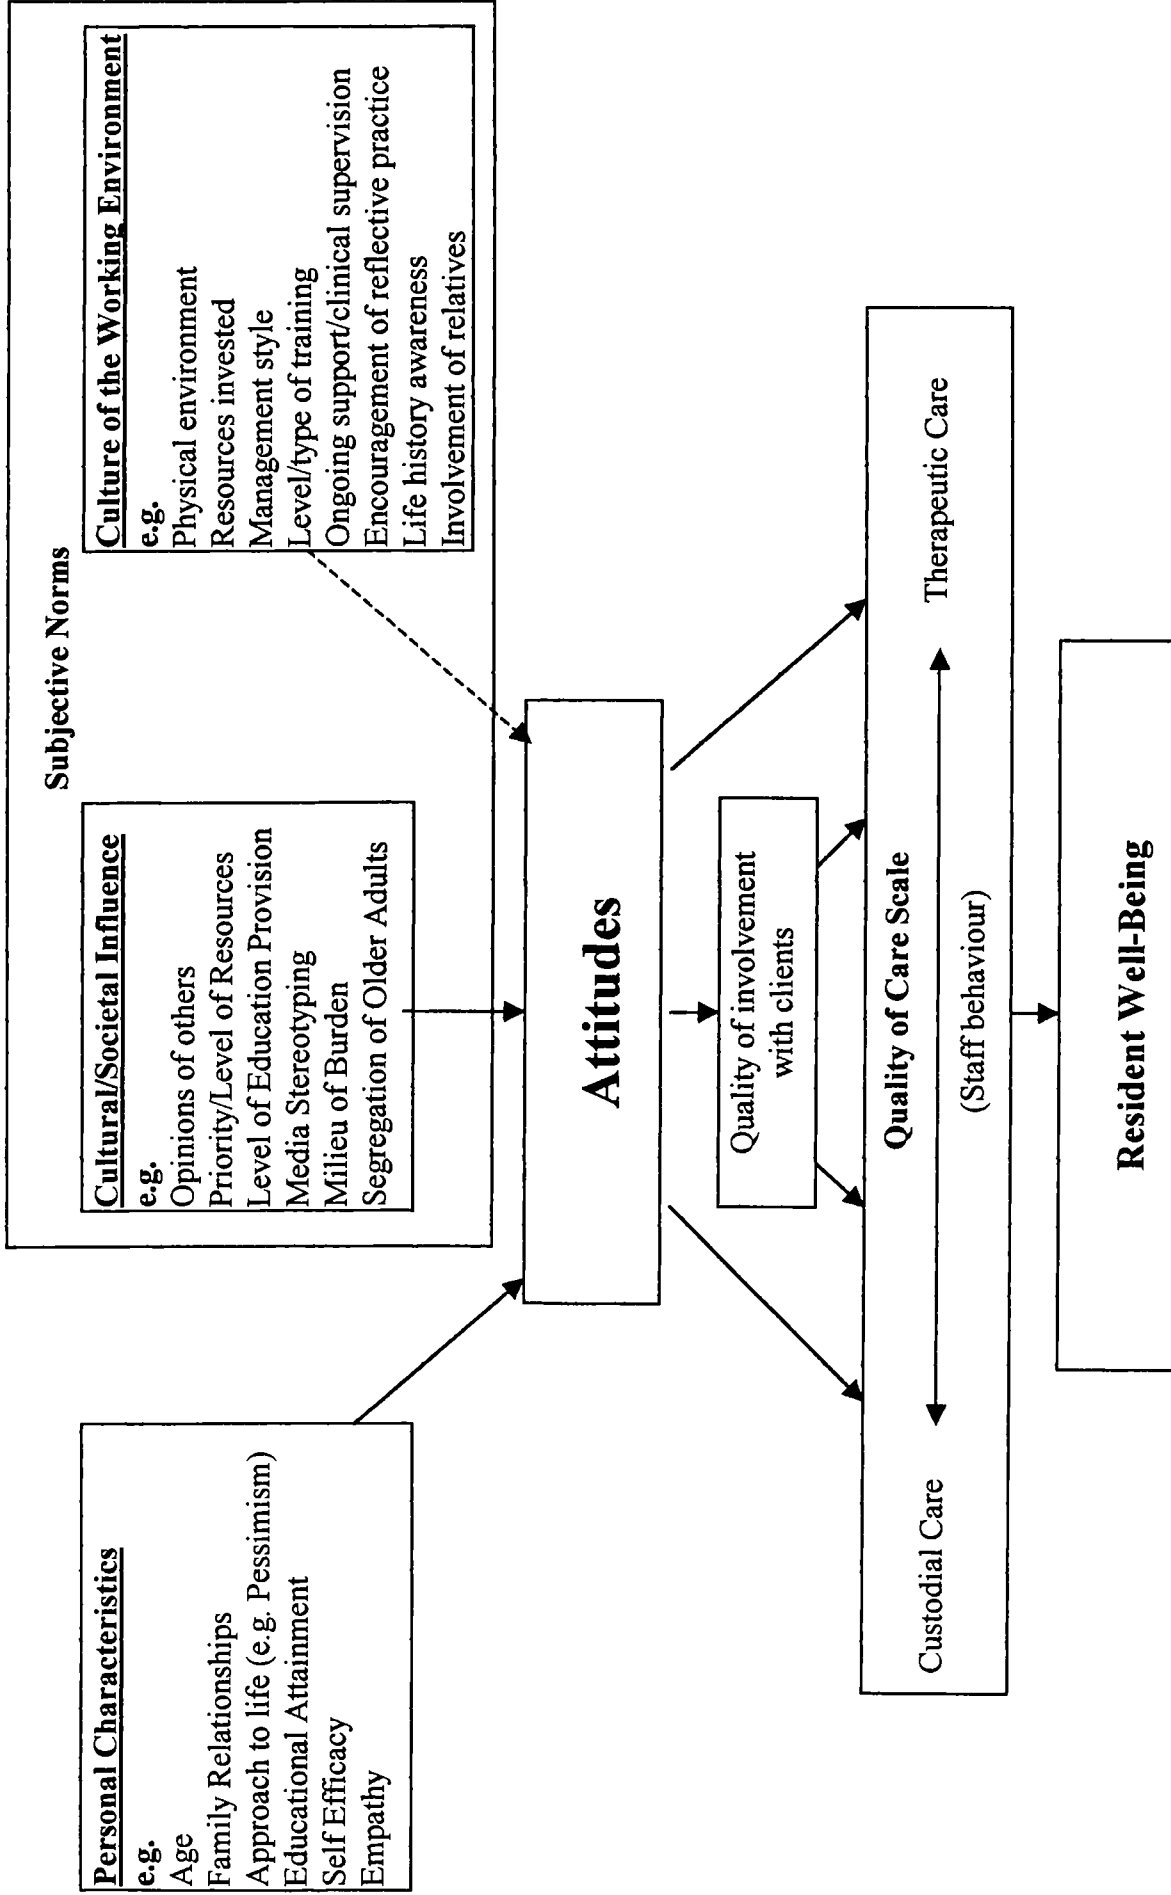 Subjective Norms
Personal Characteristics
e.g.
Age
Family Relationships
Approach to life (e.g. Pessimism)
Educational Attainment
Self Efficacy
Empathy
Cultural/Societal Influence
e.g.
Opinions of others
Priority/Level of Resources
Level of Education Provision
Media Stereotyping
Milieu of Burden
Segregation of Older Adults
Culture of the Working Environment
e.g.
Physical environment
Resources invested
Management style
Level/type of training
Ongoing support/clinical supervision
Encouragement of reflective practice
Life history awareness
Involvement of relatives
Attitudes
Quality of involvement
with clients
Quality of Care Scale
Custodial Care
Therapeutic Care
(Staff behaviour)
Resident Well-Being